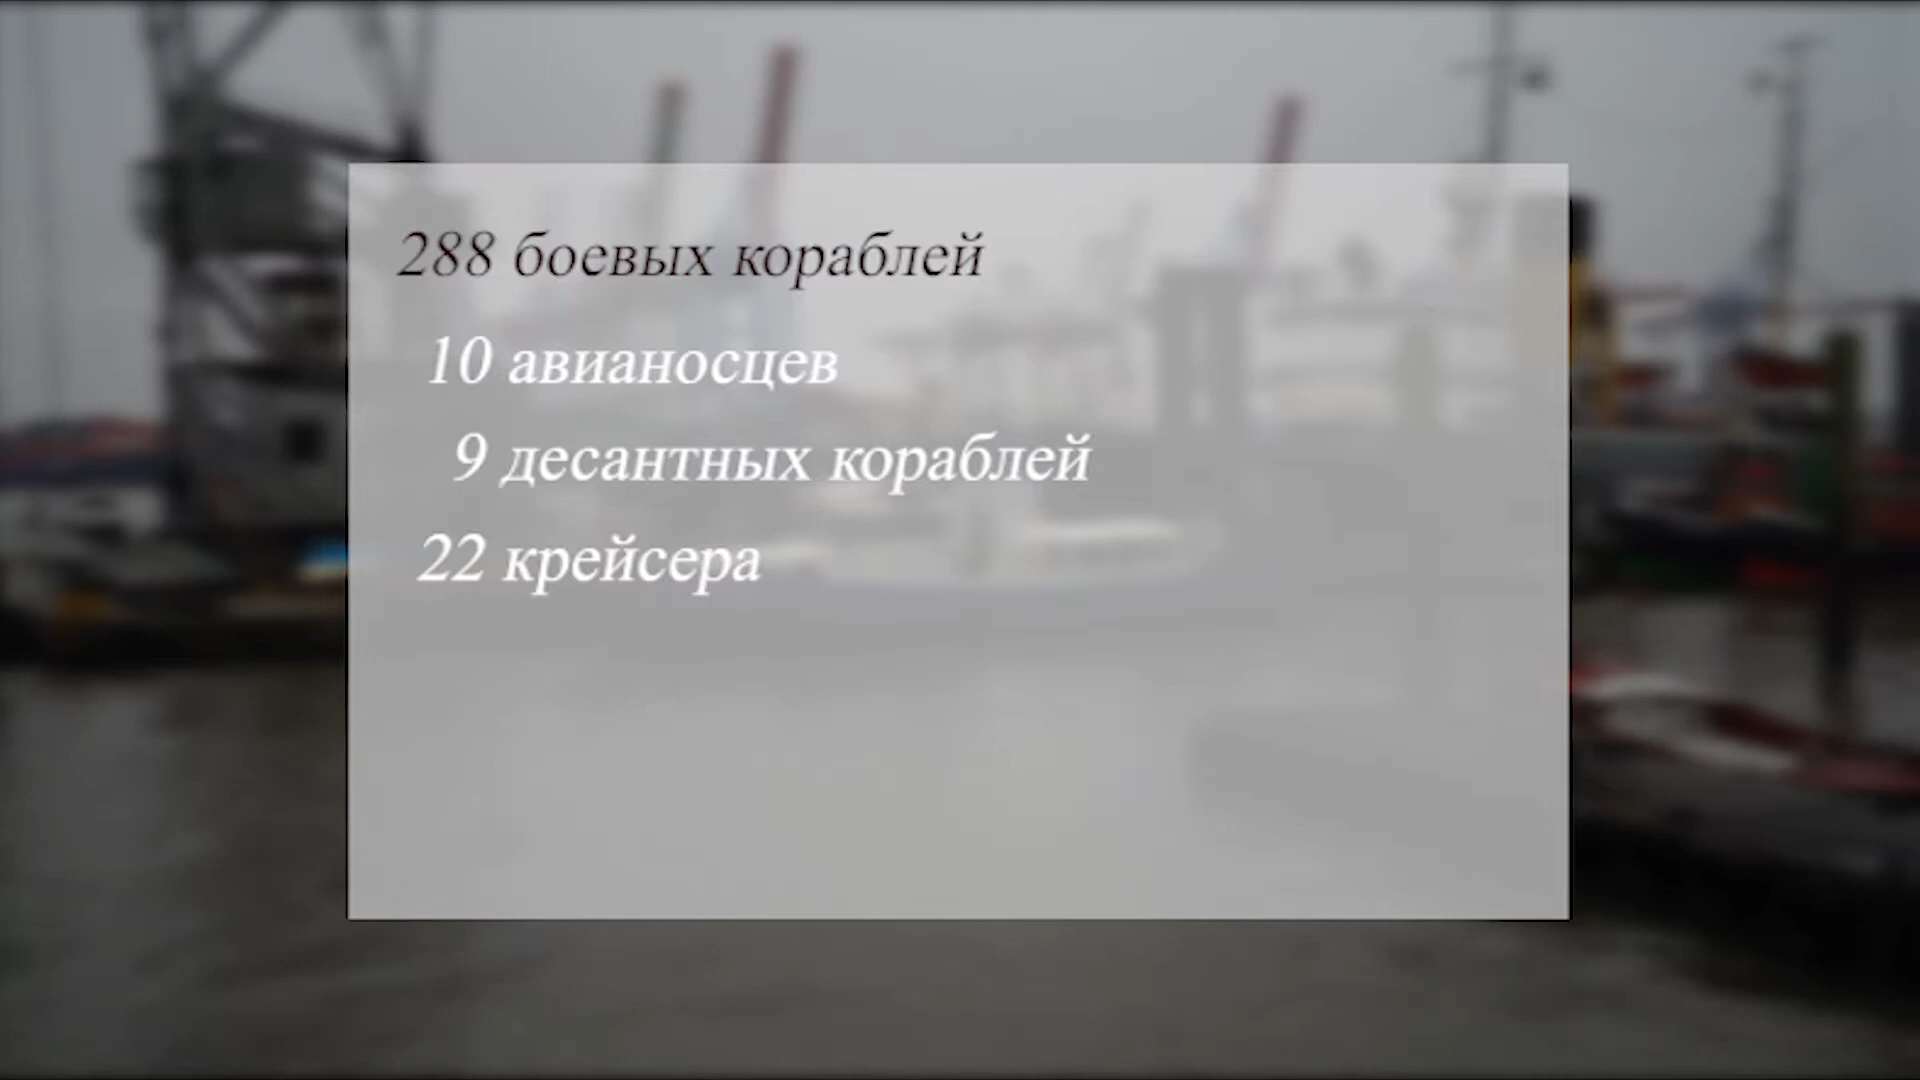 288 боевых кораблей
10 авианосцев
9 десантных кораблей
22 крейсера